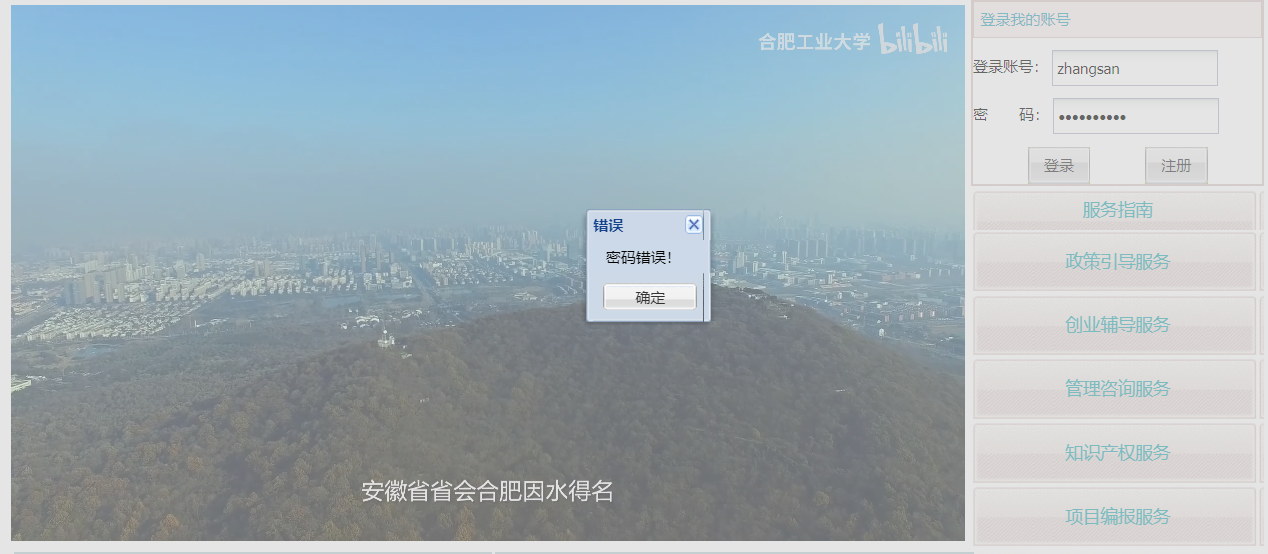 合肥工业大学 bilibili
登录我的账号
登录账号： zhangsan
密 码： ••••••••••
登录 注册
错误
密码错误！
确定
服务指南
政策引导服务
创业辅导服务
管理咨询服务
知识产权服务
项目编报服务
安徽省省会合肥因水得名